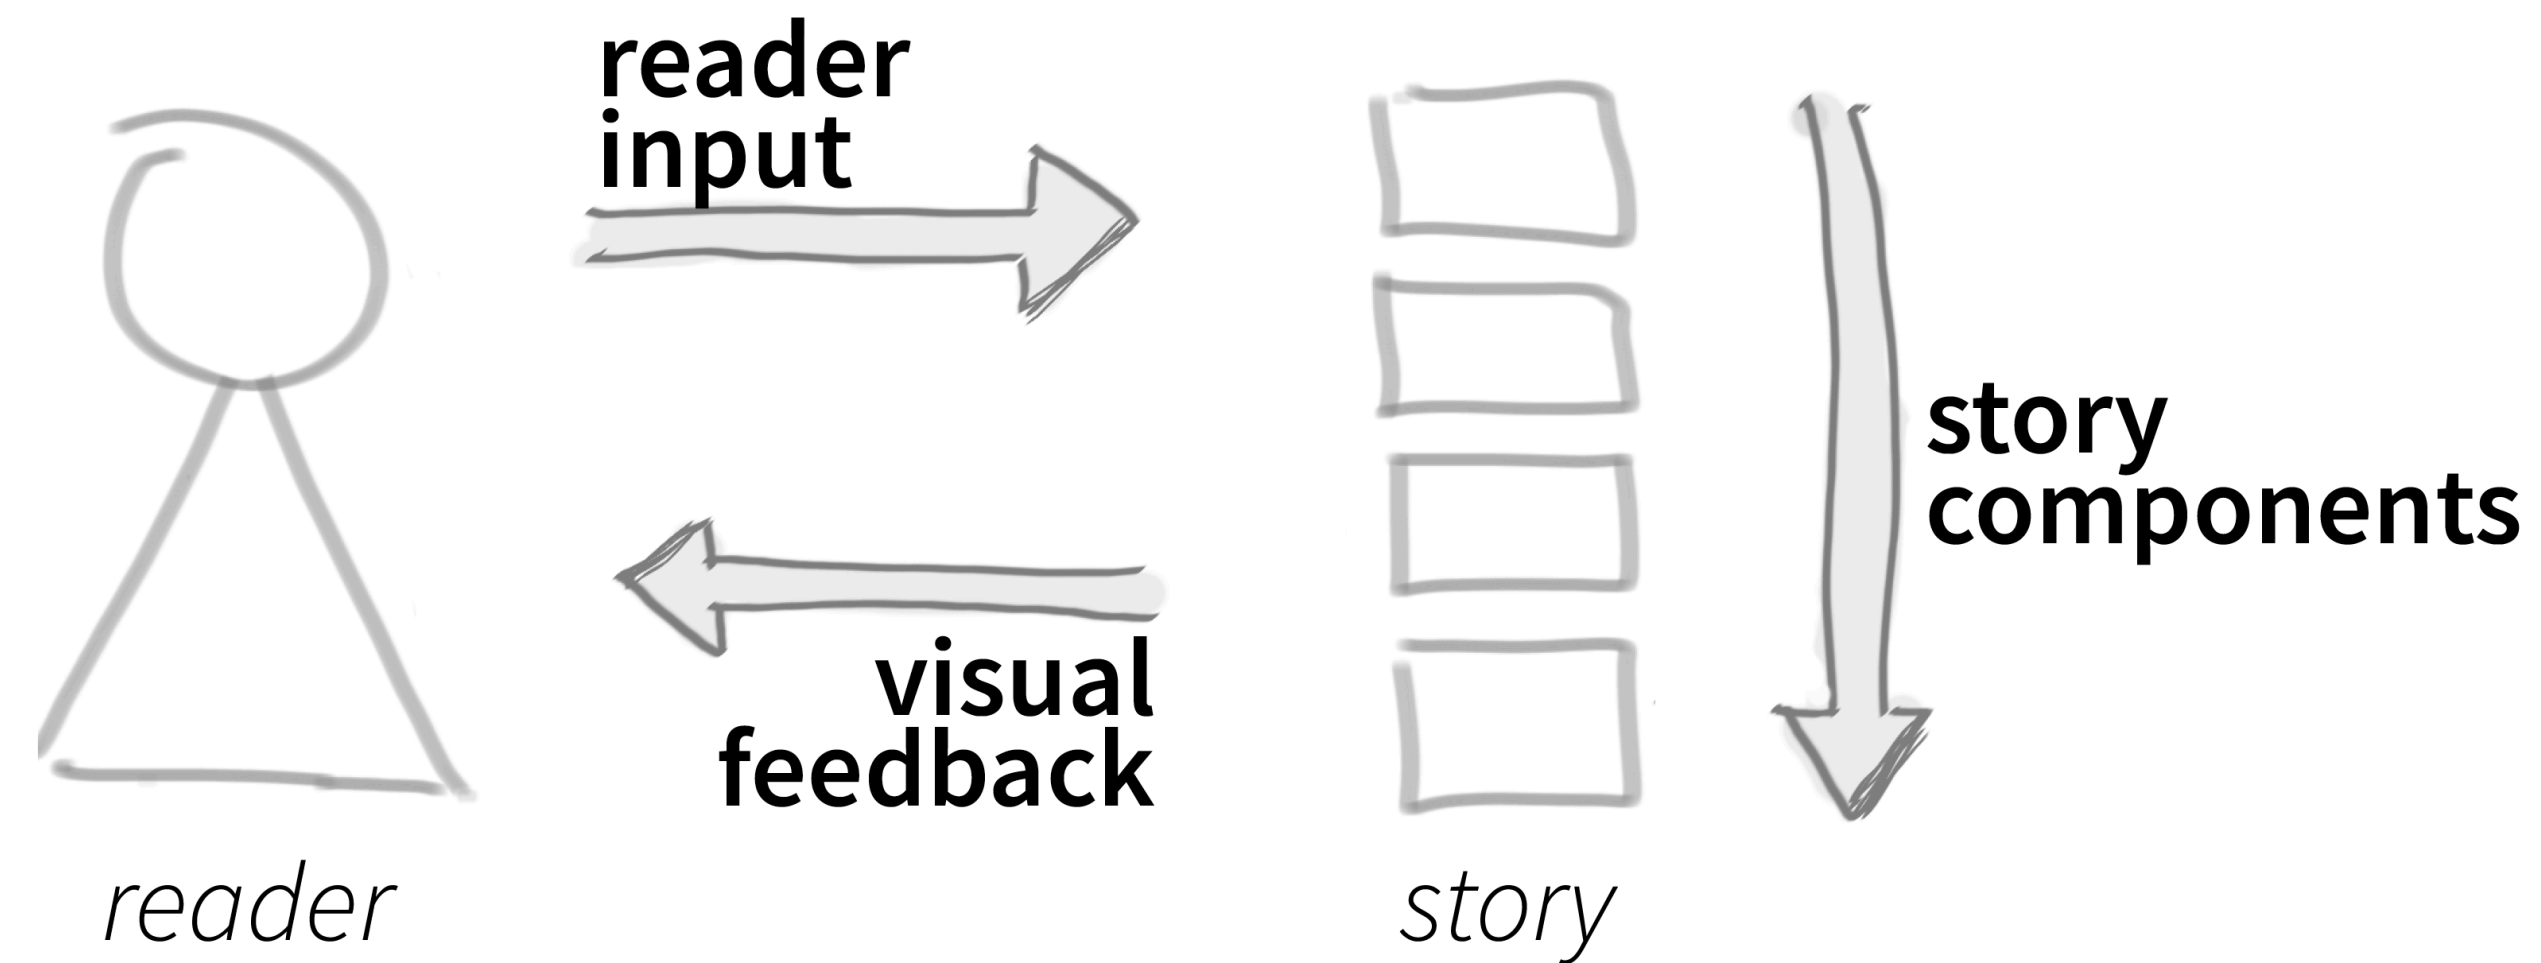 reader
input
visual
feedback
story
components
reader
story